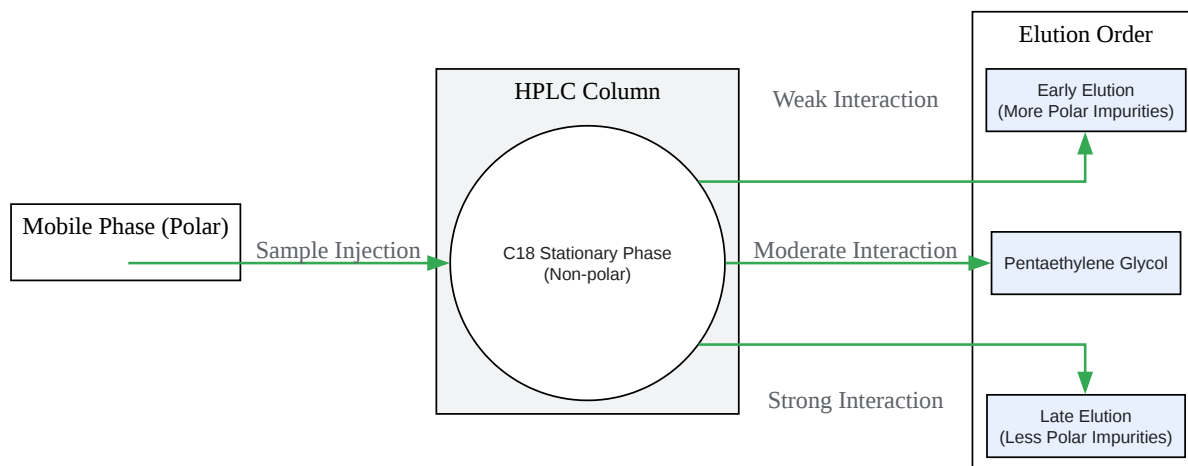 Elution Order
HPLC Column
Weak Interaction
Early Elution
(More Polar Impurities)
Mobile Phase (Polar)
Sample Injection
C18 Stationary Phase
(Non-polar)
Moderate Interaction
Pentaethylene Glycol
Strong Interaction
Late Elution
(Less Polar Impurities)